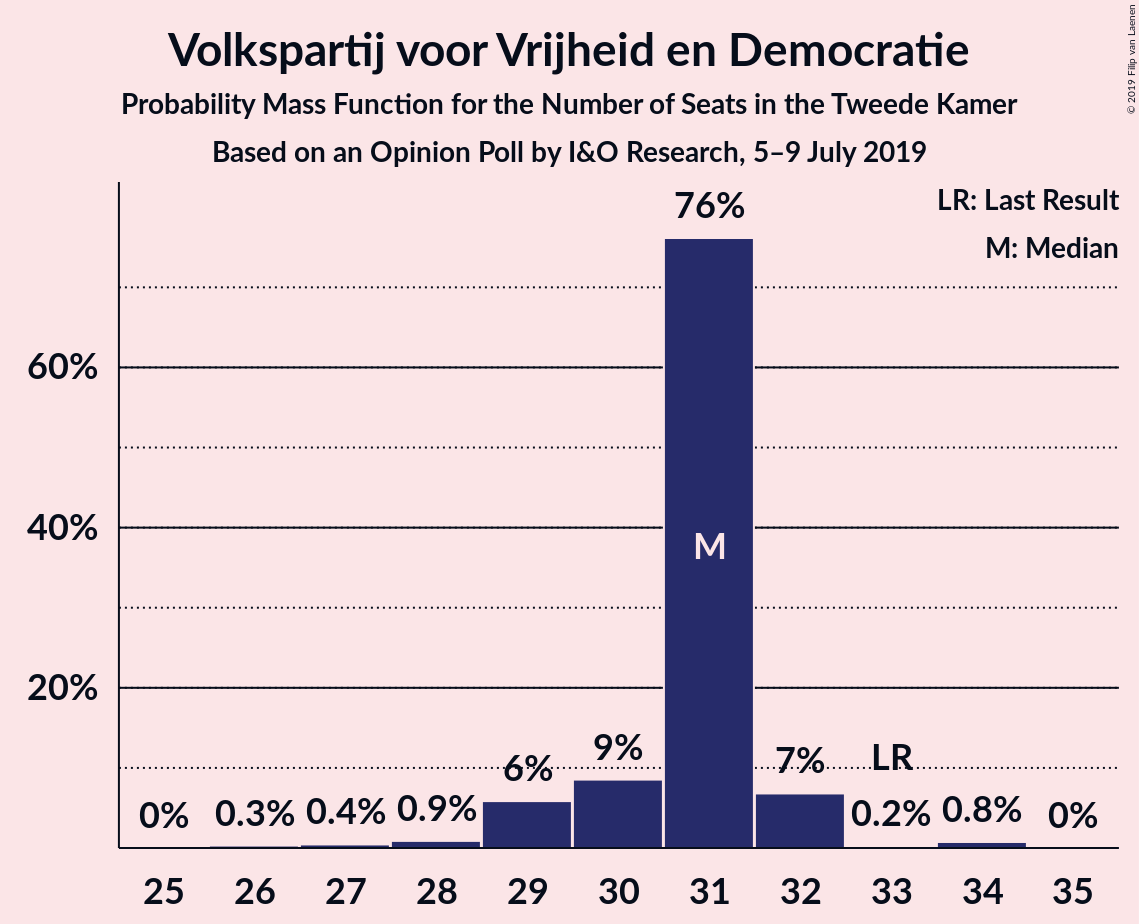 Volkspartij voor Vrijheid en Democratie
Probability Mass Function for the Number of Seats in the Tweede Kamer
Based on an Opinion Poll by I&O Research, 5–9 July 2019
© 2019 Filip van Laenen
LR: Last Result
M: Median
60%
40%
20%
0%
0.3%
0.4%
0.9%
6%
9%
76%
M
7%
LR
0.2%
0.8%
0%
25 26 27 28 29 30 31 32 33 34 35